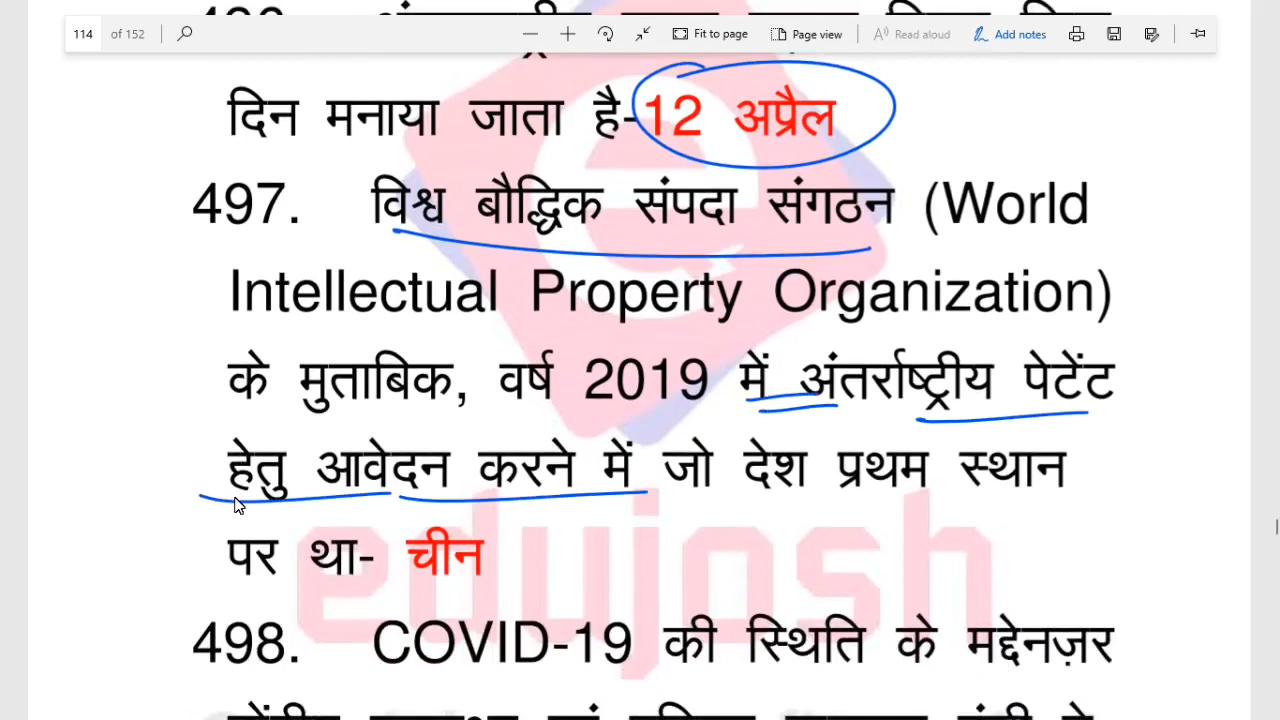 114 of 152 Fit to page Page view Read aloud Add notes
दिन मनाया जाता है- 12 अप्रैल
497. विश्व बौद्धिक संपदा संगठन (World
Intellectual Property Organization)
के मुताबिक, वर्ष 2019 में अंतर्राष्ट्रीय पेटेंट
हेतु आवेदन करने में जो देश प्रथम स्थान
पर था- चीन
edujosh
498. COVID-19 की स्थिति के मद्देनज़र